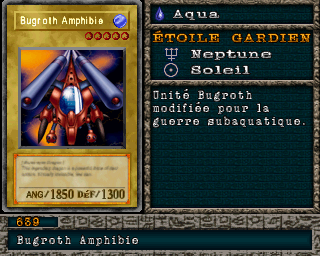 Bugroth Amphibie
ANG/1850 DÉF/1300
Aqua
ÉTOILE GARDIEN
Neptune
Soleil
Unité Bugroth
modifiée pour la
guerre subaquatique.
639
Bugroth Amphibie